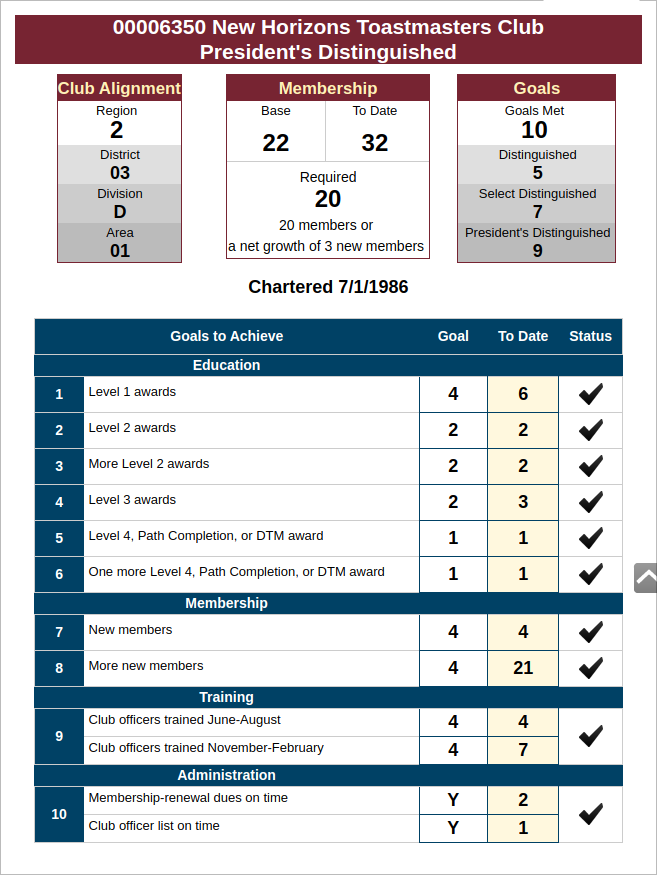 00006350 New Horizons Toastmasters Club
President's Distinguished
Club Alignment
Region
2
District
03
Division
D
Area
01
Membership
Base To Date
22 32
Required
20
20 members or
a net growth of 3 new members
Goals
Goals Met
10
Distinguished
5
Select Distinguished
7
President's Distinguished
9
Chartered 7/1/1986
Goals to Achieve Goal To Date Status
Education
1 Level 1 awards 4 6
2 Level 2 awards 2 2
3 More Level 2 awards 2 2
4 Level 3 awards 2 3
5 Level 4, Path Completion, or DTM award 1 1
6 One more Level 4, Path Completion, or DTM award 1 1
Membership
7 New members 4 4
8 More new members 4 21
Training
9
Club officers trained June-August 4 4
Club officers trained November-February 4 7
Administration
10
Membership-renewal dues on time Y 2
Club officer list on time Y 1